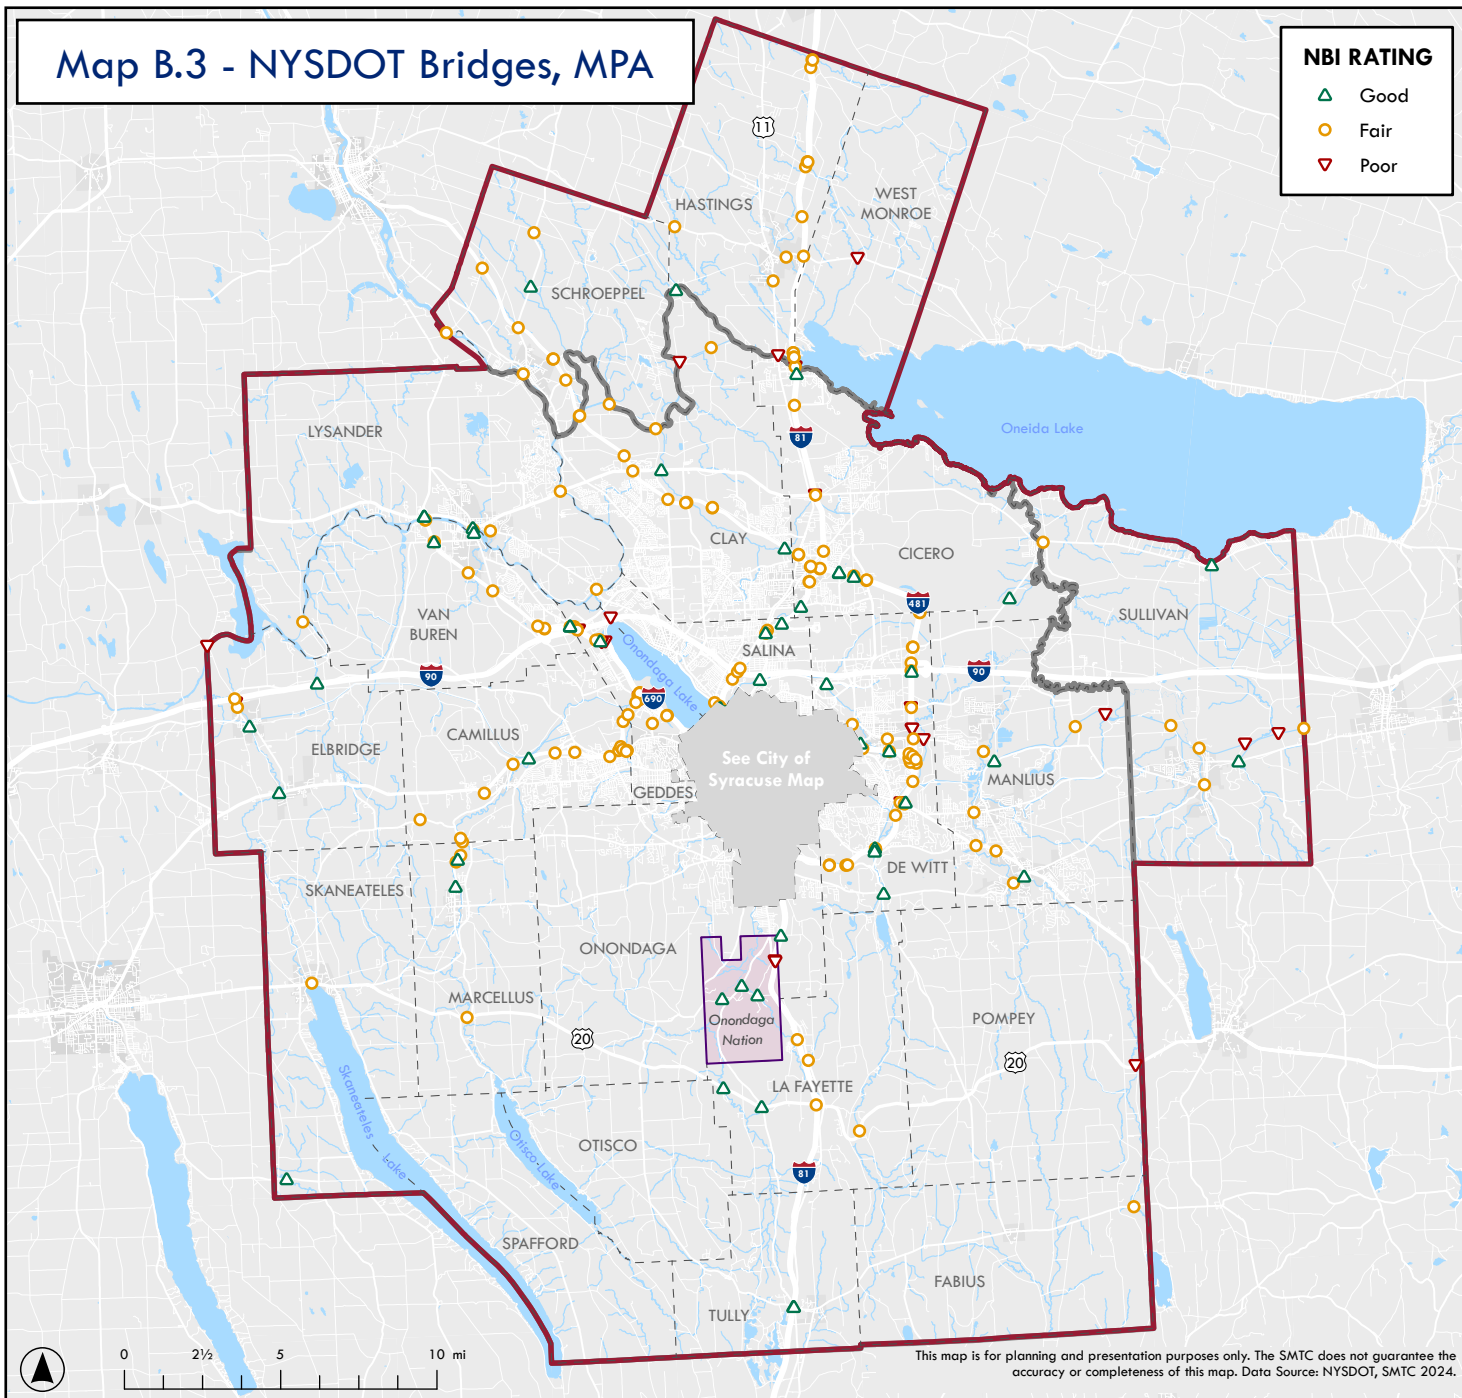 Map B.3 - NYSDOT Bridges, MPA
NBI RATING
Good
Fair
Poor
11
HASTINGS
WEST
MONROE
SCHROEPPEL
LYSANDER
Oneida Lake
81
CLAY
CICERO
481
VAN
BUREN
SULLIVAN
SALINA
Onondaga Lake
90
90
690
ELBRIDGE
CAMILLUS
See City of
Syracuse Map
MANLIUS
GEDDES
DE WITT
SKANEATELES
ONONDAGA
MARCELLUS
Onondaga
Nation
POMPEY
20
20
LA FAYETTE
Skaneateles
Lake
Otisco Lake
OTISCO
81
SPAFFORD
FABIUS
TULLY
0 2½ 5 10 mi
This map is for planning and presentation purposes only. The SMTC does not guarantee the
accuracy or completeness of this map. Data Source: NYSDOT, SMTC 2024.